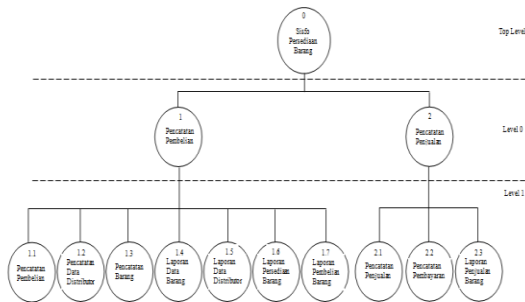 0
Sisfo
Persediaan
Barang
Top Level
1
Pencatatan
Pembelian
2
Pencatatan
Penjualan
Level 0
Level 1
1.1
Pencatatan
Pembelian
1.2
Pencatatan
Data
Distributor
1.3
Pencatatan
Barang
1.4
Laporan
Data
Barang
1.5
Laporan
Data
Distributor
1.6
Laporan
Persediaan
Barang
1.7
Laporan
Pembelian
Barang
2.1
Pencatatan
Penjualan
2.2
Pencatatan
Pembayaran
2.3
Laporan
Penjualan
Barang